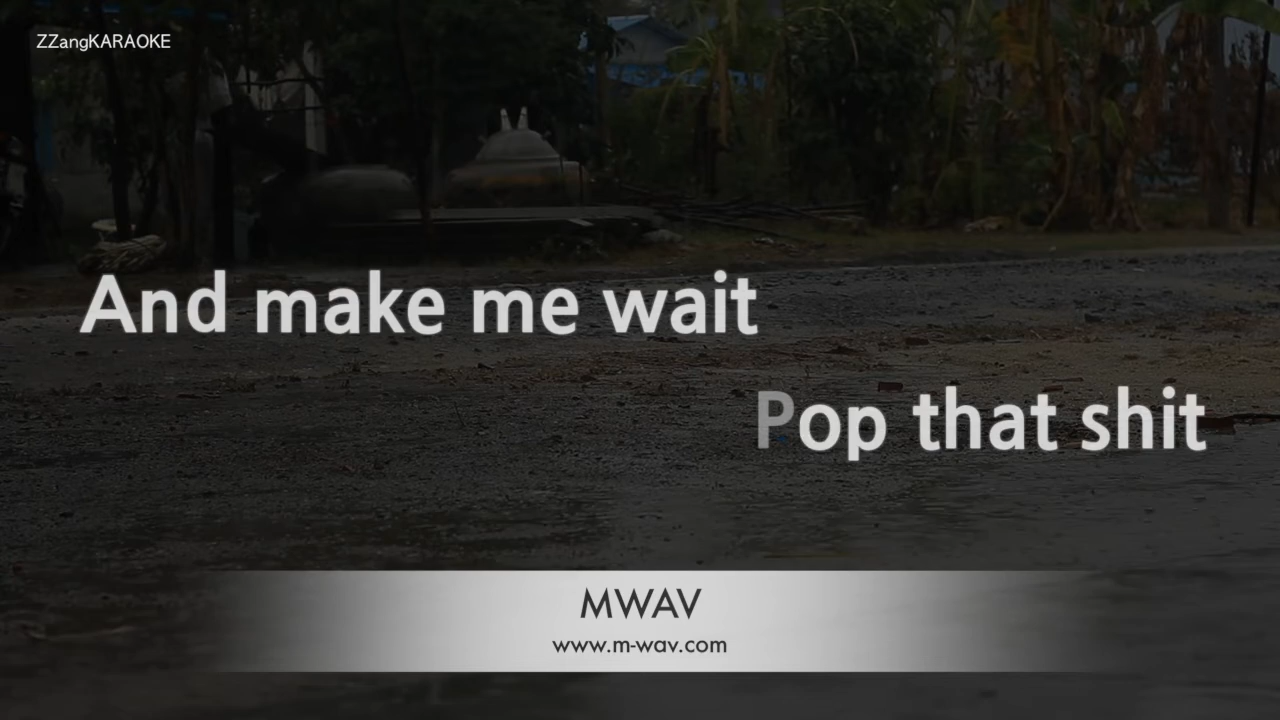 ZZangKARAOKE
And make me wait
Pop that shit
MWAV
www.m-wav.com